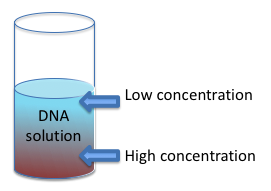 Low concentration
DNA
solution
High concentration